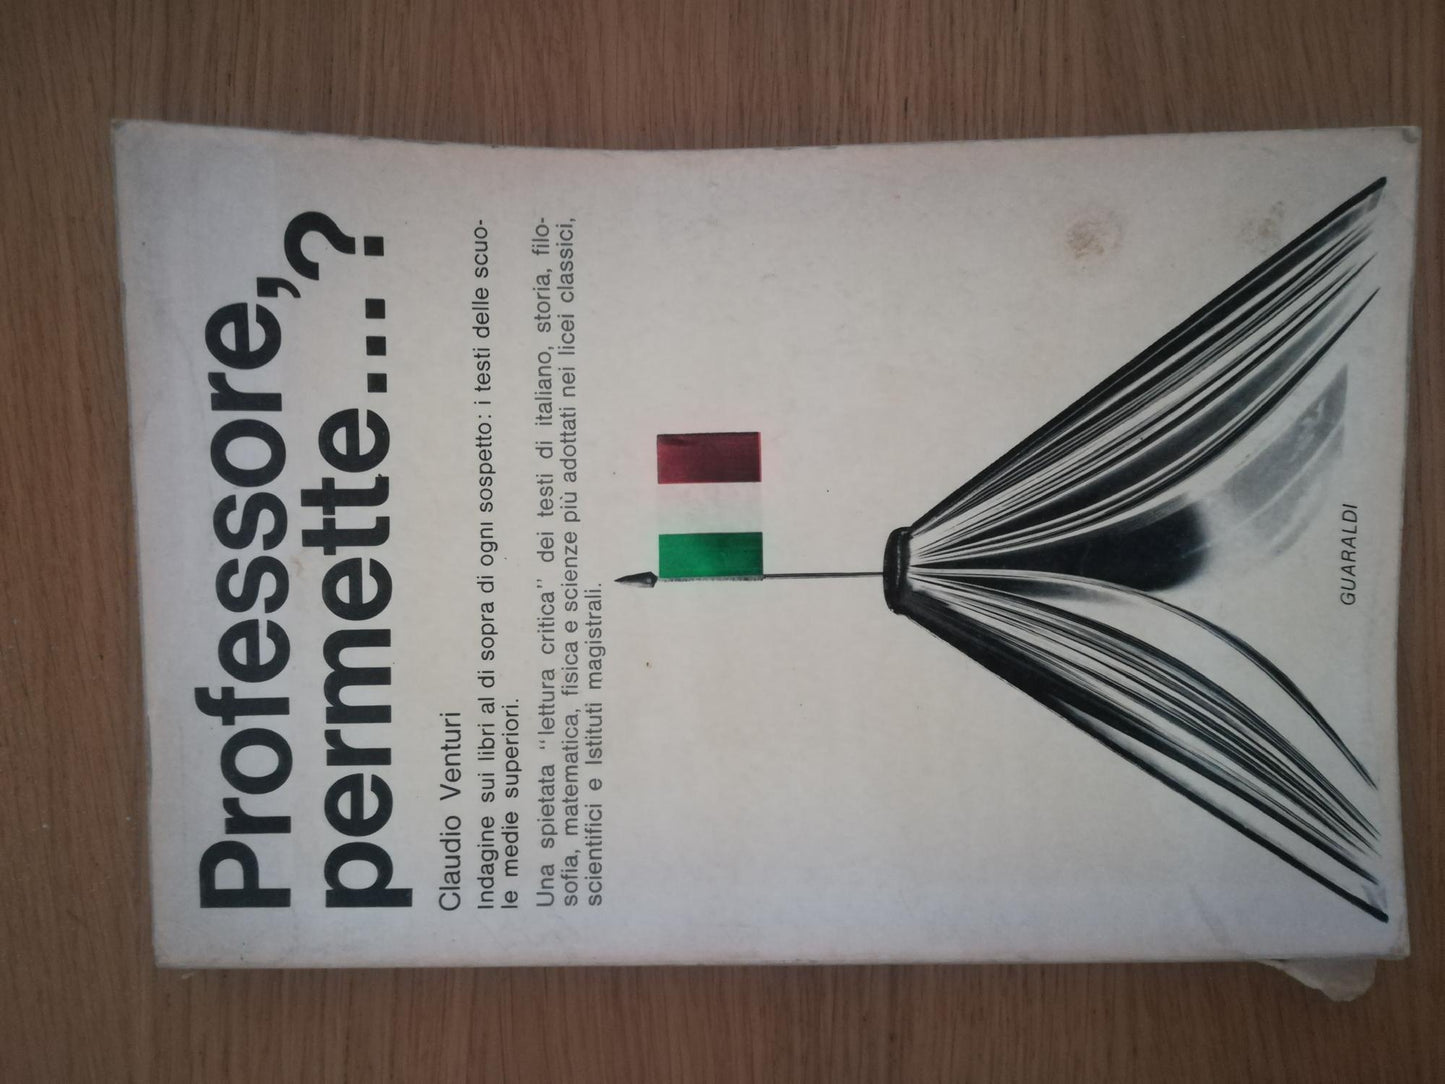 Professore,
permette...?
Claudio Venturi
Indagine sui libri al di sopra di ogni sospetto: i testi delle scuo-
le medie superiori.
Una spietata "lettura critica" dei testi di italiano, storia, filo-
sofia, matematica, fisica e scienze più adottati nei licei classici,
scientifici e Istituti magistrali.
GUARALDI